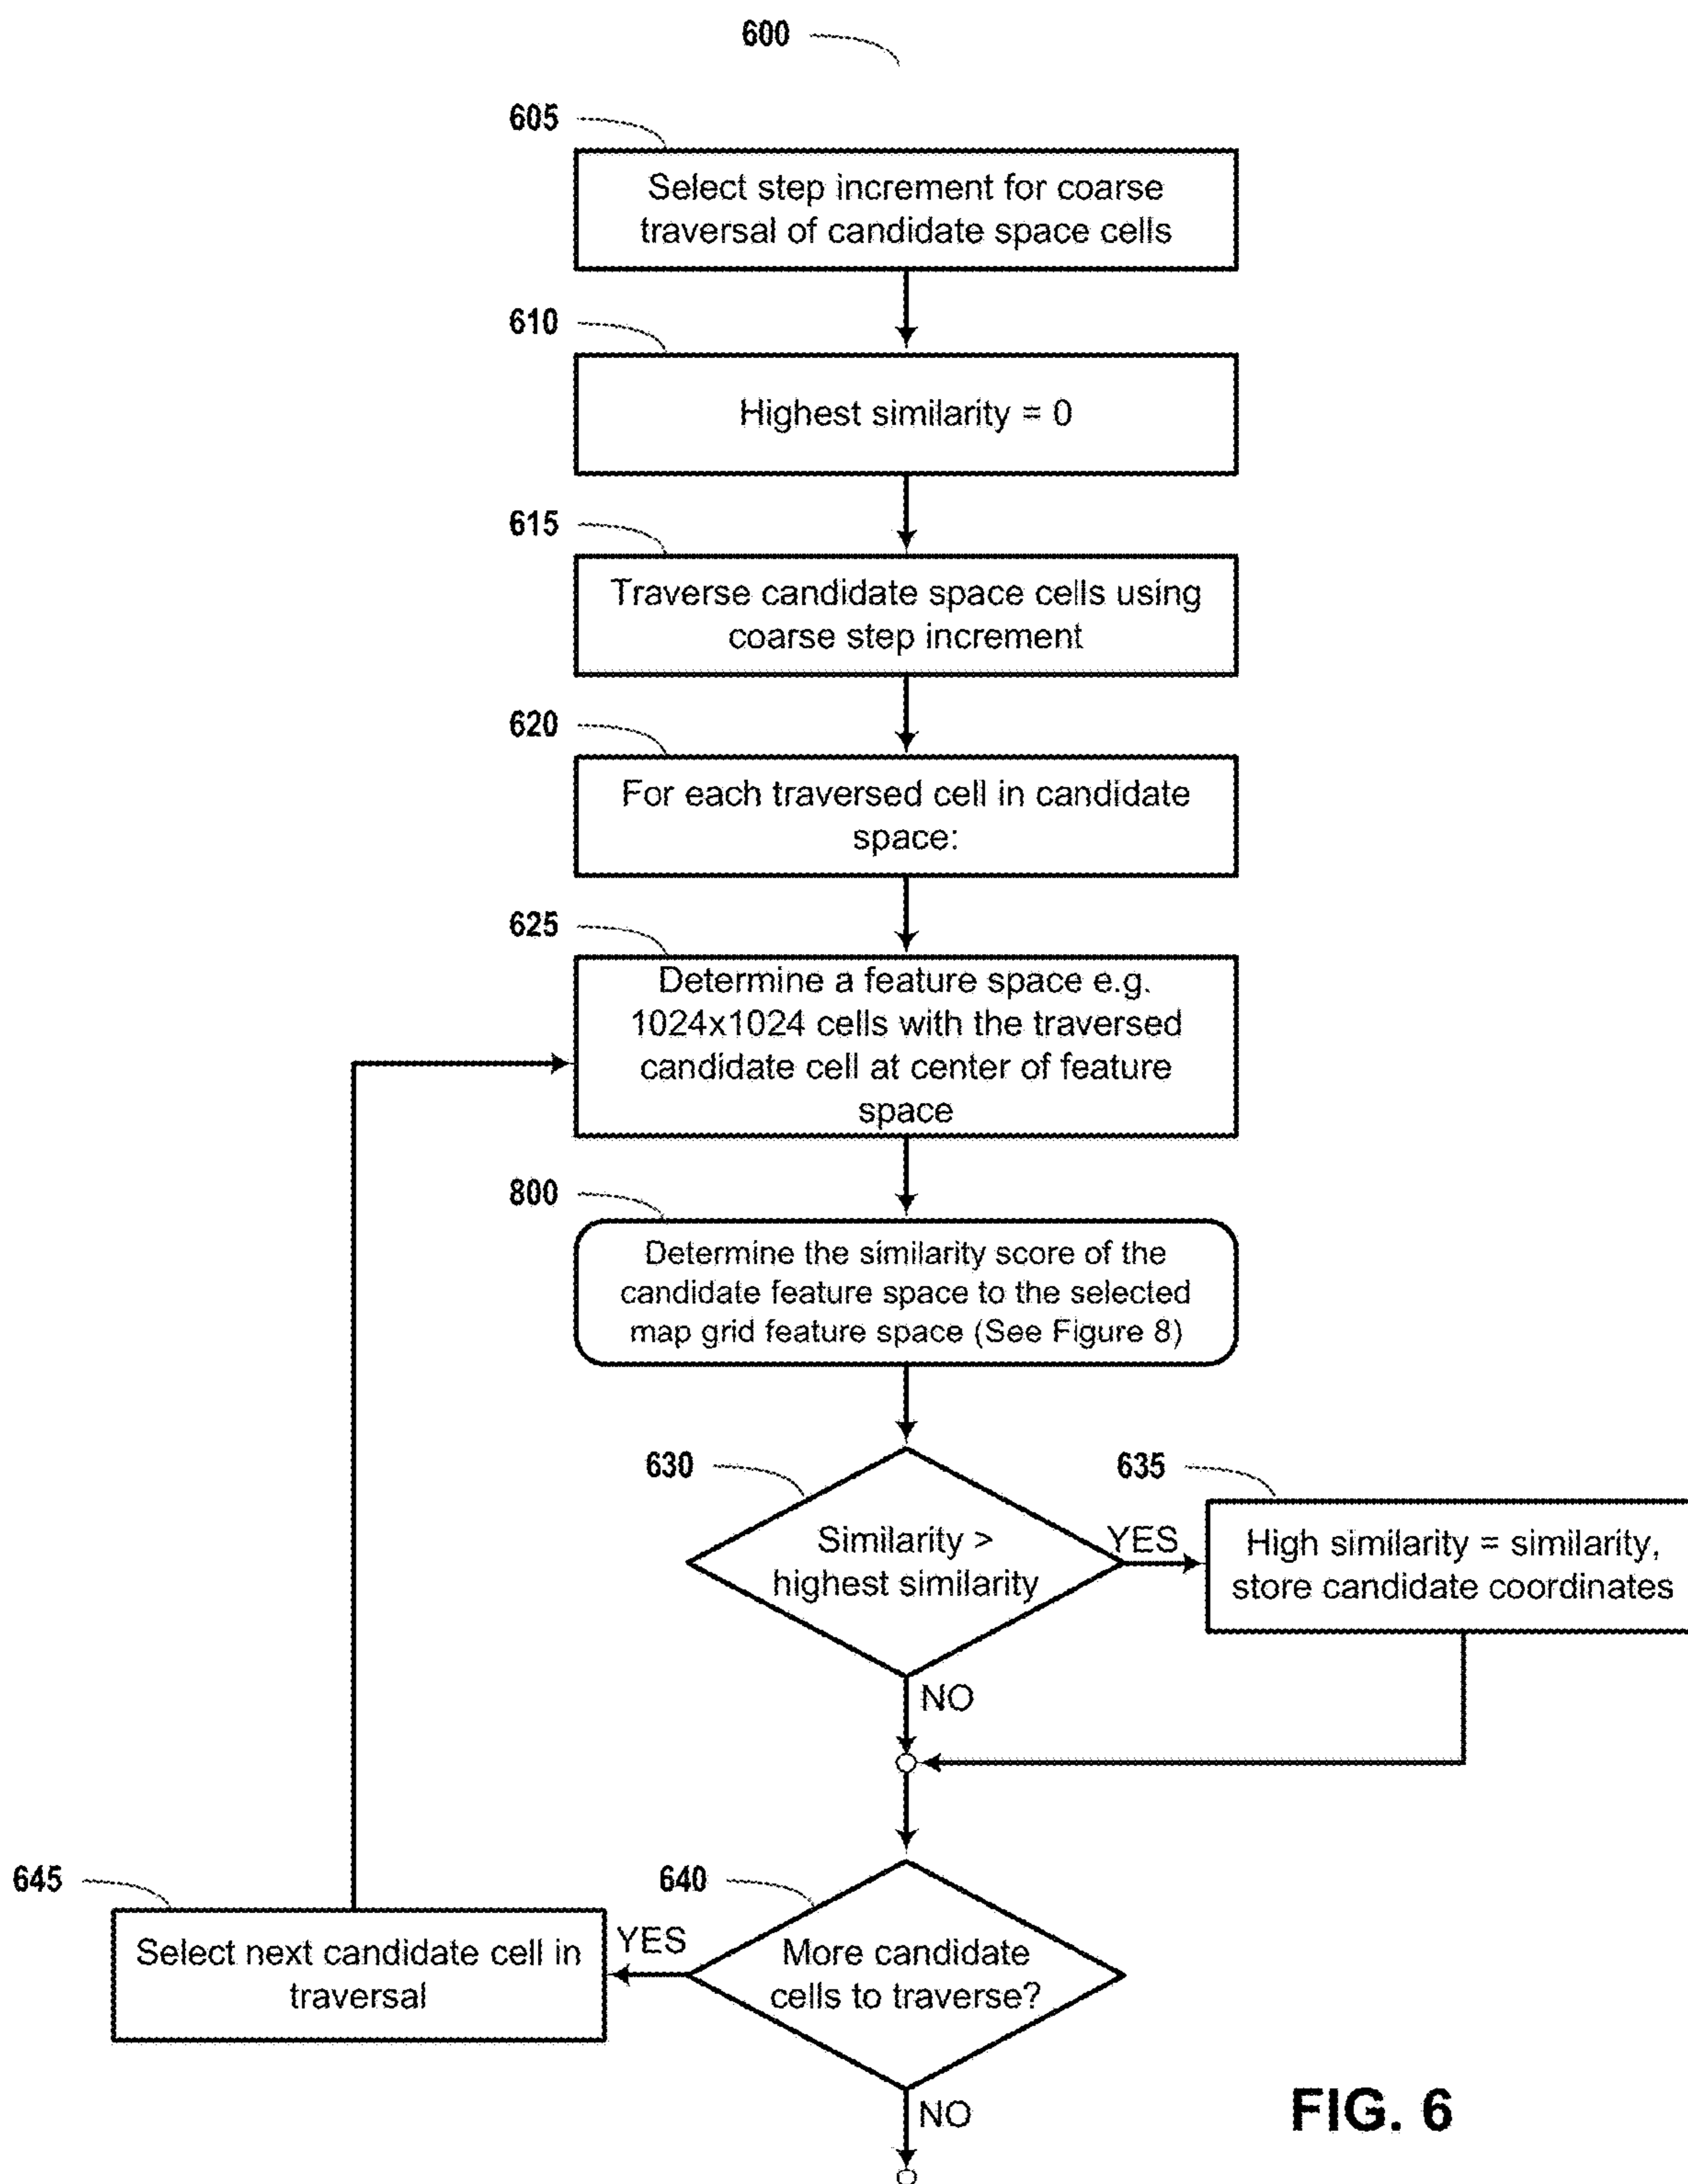 600
605
Select step increment for coarse
traversal of candidate space cells
610
Highest similarity = 0
615
Traverse candidate space cells using
coarse step increment
620
For each traversed cell in candidate
space:
625
Determine a feature space e.g.
1024x1024 cells with the traversed
candidate cell at center of feature
space
800
Determine the similarity score of the
candidate feature space to the selected
map grid feature space (See Figure 8)
630
Similarity >
highest similarity
YES
635
High similarity = similarity,
store candidate coordinates
NO
640
More candidate
cells to traverse?
YES
645
Select next candidate cell in
traversal
NO
FIG. 6